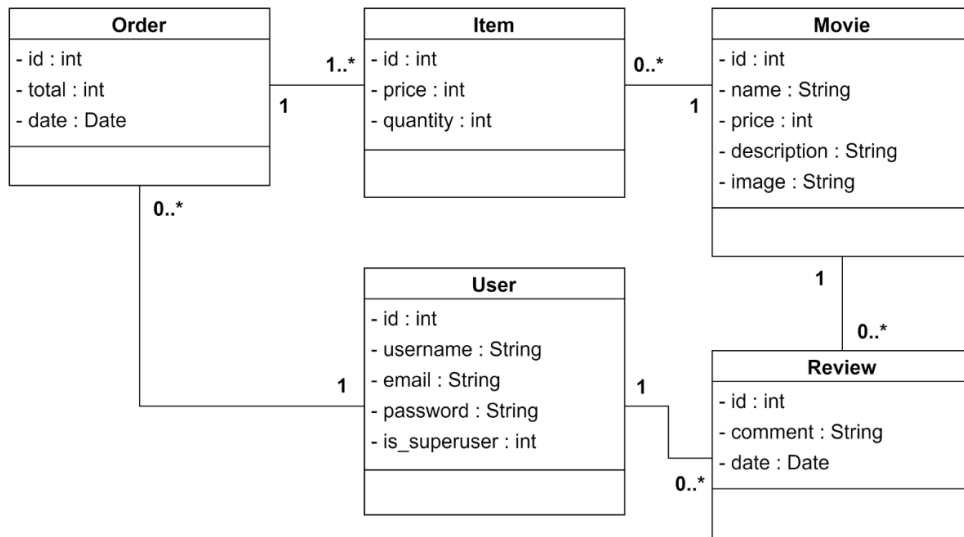 Order
- id : int
- total : int
- date : Date
1
1..*
Item
- id : int
- price : int
- quantity : int
0..*
1
Movie
- id : int
- name : String
- price : int
- description : String
- image : String
0..*
1
User
- id : int
- username : String
- email : String
- password : String
- is_superuser : int
1
0..*
1
0..*
Review
- id : int
- comment : String
- date : Date